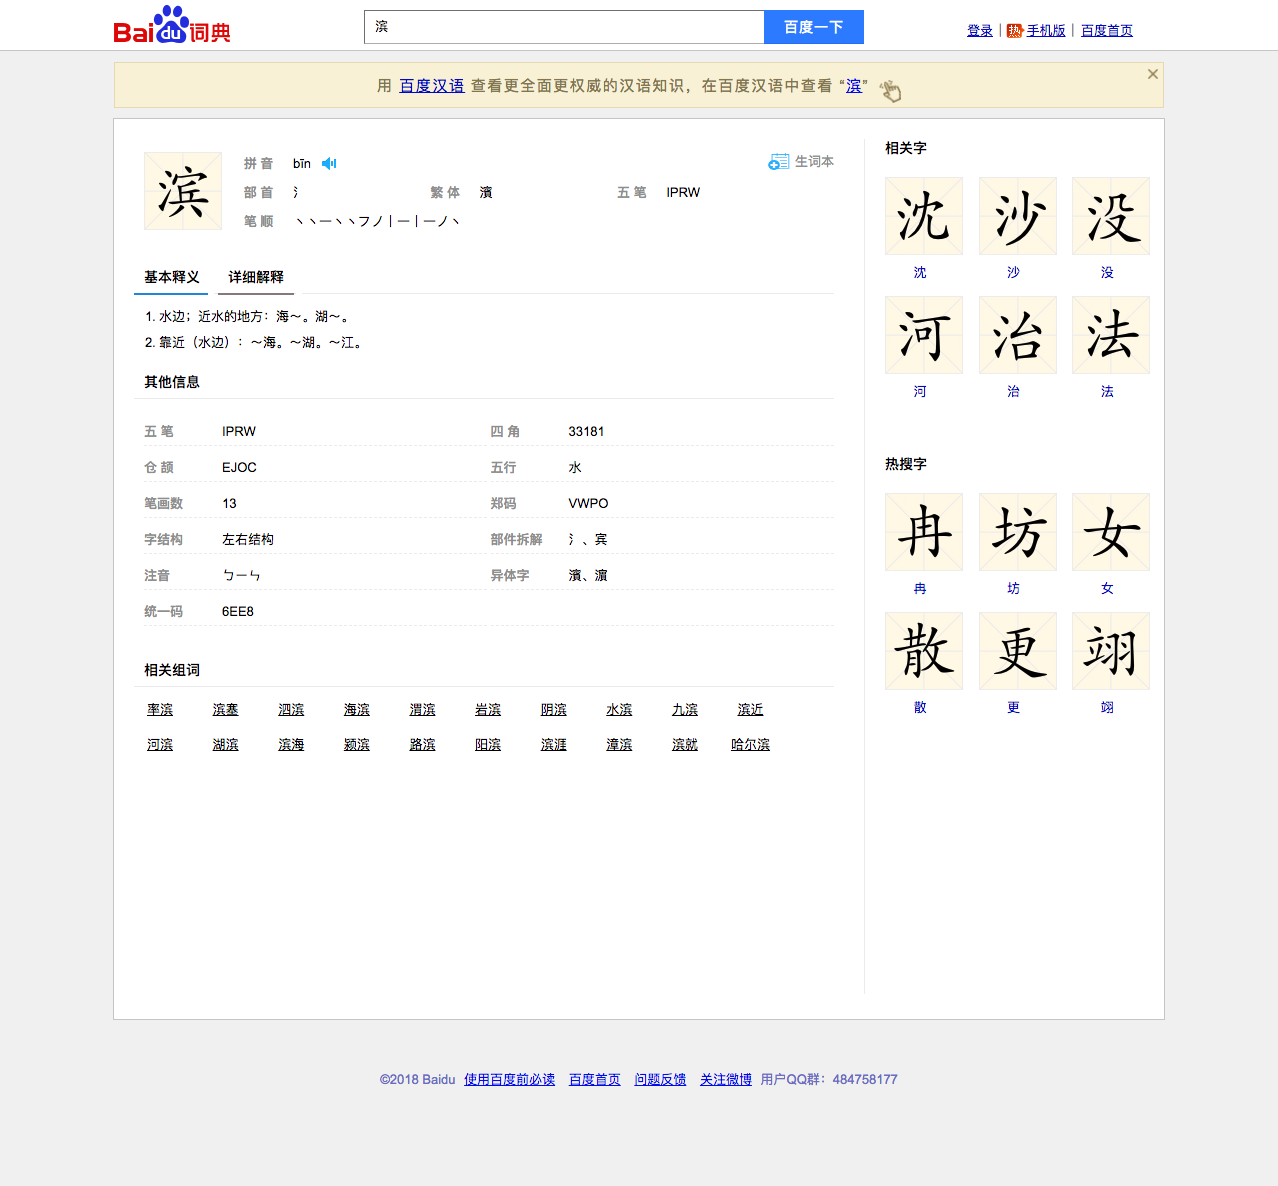 Bai du 词典
滨
百度一下
登录 | 热 手机版 | 百度首页
用 百度汉语 查看更全面更权威的汉语知识，在百度汉语中查看 “滨”
滨
拼 音 bīn
生词本
部 首 氵 繁 体 濱 五 笔 IPRW
笔 顺 丶丶一丶丶フノ丨一丨一ノ丶
基本释义 详细解释
1. 水边；近水的地方：海～。湖～。
2. 靠近（水边）：～海。～湖。～江。
其他信息
五 笔 IPRW 四 角 33181
仓 颉 EJOC 五行 水
笔画数 13 郑码 VWPO
字结构 左右结构 部件拆解 氵、宾
注音 ㄅㄧㄣ 异体字 濱、濵
统一码 6EE8
相关组词
率滨 滨塞 泗滨 海滨 渭滨 岩滨 阴滨 水滨 九滨 滨近
河滨 湖滨 滨海 颍滨 路滨 阳滨 滨涯 漳滨 滨就 哈尔滨
相关字
沈 沙 没
沈 沙 没
河 治 法
河 治 法
热搜字
冉 坊 女
冉 坊 女
散 更 翊
散 更 翊
©2018 Baidu 使用百度前必读 百度首页 问题反馈 关注微博 用户QQ群：484758177